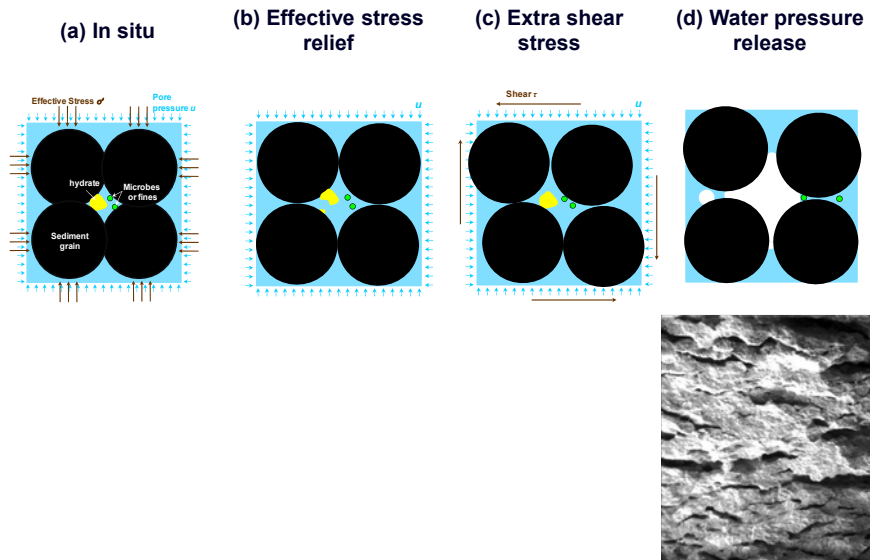 (a) In situ
(b) Effective stress
relief
(c) Extra shear
stress
(d) Water pressure
release
Effective Stress σ'
Pore
pressure u
hydrate
Microbes
or fines
Sediment
grain
u
Shear τ
u